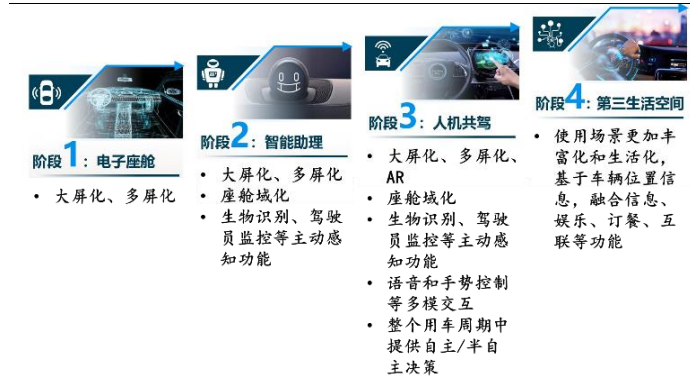 阶段1：电子座舱
• 大屏化、多屏化
阶段2：智能助理
• 大屏化、多屏化
• 座舱域化
• 生物识别、驾驶
员监控等主动感
知功能
阶段3：人机共驾
• 大屏化、多屏化、
AR
• 座舱域化
• 生物识别、驾驶
员监控等主动感
知功能
• 语音和手势控制
等多模交互
• 整个用车周期中
提供自主/半自
主决策
阶段4：第三生活空间
• 使用场景更加丰
富化和生活化，
基于车辆位置信
息，融合信息、
娱乐、订餐、互
联等功能